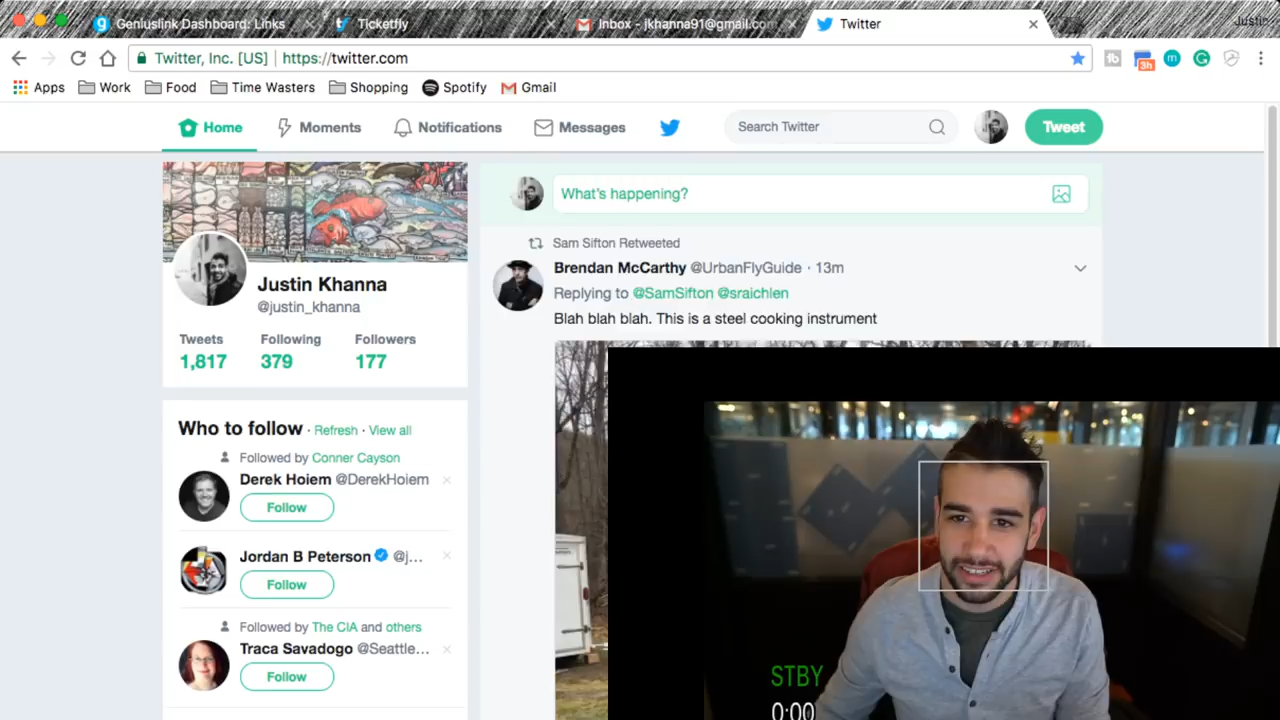 Geniuslink Dashboard: Links
Ticketfly
Inbox - jkhanna91@gmail.com
Twitter
Justin
Twitter, Inc. [US]
https://twitter.com
3h
Apps
Work
Food
Time Wasters
Shopping
Spotify
Gmail
Home
Moments
Notifications
Messages
Search Twitter
Tweet
What's happening?
Sam Sifton Retweeted
Brendan McCarthy @UrbanFlyGuide · 13m
Replying to @SamSifton @sraichlen
Blah blah blah. This is a steel cooking instrument
Justin Khanna
@justin_khanna
Tweets Following Followers
1,817 379 177
Who to follow · Refresh · View all
Followed by Conner Cayson
Derek Hoiem @DerekHoiem
Follow
Jordan B Peterson @j...
Follow
Followed by The CIA and others
Traca Savadogo @Seattle...
Follow
STBY
0:00